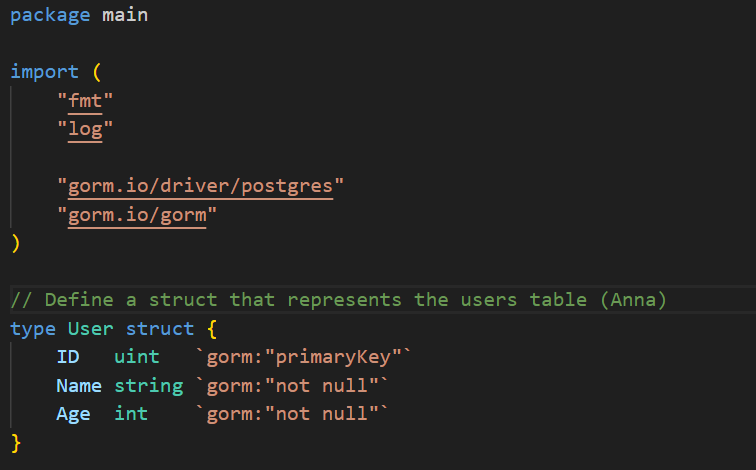 package main
import (
"fmt"
"log"
"gorm.io/driver/postgres"
"gorm.io/gorm"
)
// Define a struct that represents the users table (Anna)
type User struct {
ID uint `gorm:"primaryKey"`
Name string `gorm:"not null"`
Age int `gorm:"not null"`
}